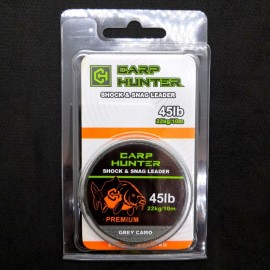 CARP
HUNTER
SHOCK & SNAG LEADER
45lb
22kg/10m
CARP
HUNTER
SHOCK & SNAG LEADER
45lb
22kg/10m
PREMIUM
GREY CAMO